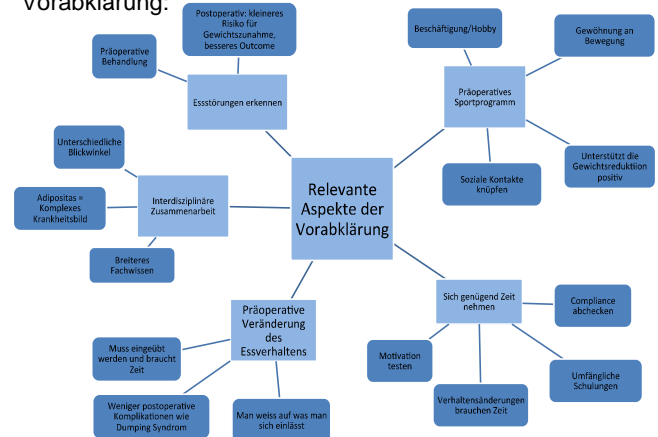 Vorabklärung:
Postoperativ: kleineres
Risiko für
Gewichtszunahme,
besseres Outcome
Präoperative
Behandlung
Essstörungen erkennen
Beschäftigung/Hobby
Gewöhnung an
Bewegung
Präoperatives
Sportprogramm
Unterstützt die
Gewichtsreduktiion
positiv
Soziale Kontakte
knüpfen
Unterschiedliche
Blickwinkel
Adipositas =
Komplexes
Krankheitsbild
Interdisziplinäre
Zusammenarbeit
Breiteres
Fachwissen
Relevante
Aspekte der
Vorabklärung
Präoperative
Veränderung
des
Essverhaltens
Muss eingeübt
werden und braucht
Zeit
Weniger postoperative
Komplikationen wie
Dumping Syndrom
Man weiss auf was man
sich einlässt
Sich genügend Zeit
nehmen
Compliance
abchecken
Motivation
testen
Verhaltensänderungen
brauchen Zeit
Umfängliche
Schulungen